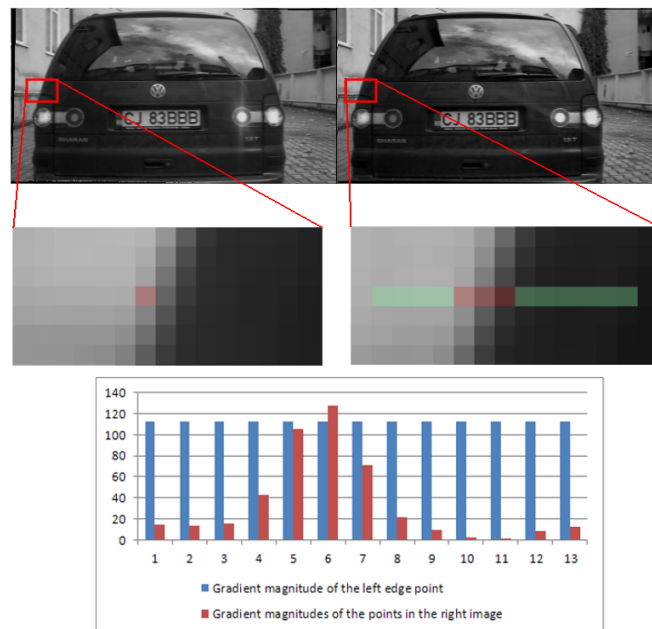 CJ 83BBB
SHARAN
CJ 83BBB
SHARAN
140
120
100
80
60
40
20
0
1 2 3 4 5 6 7 8 9 10 11 12 13
Gradient magnitude of the left edge point
Gradient magnitudes of the points in the right image